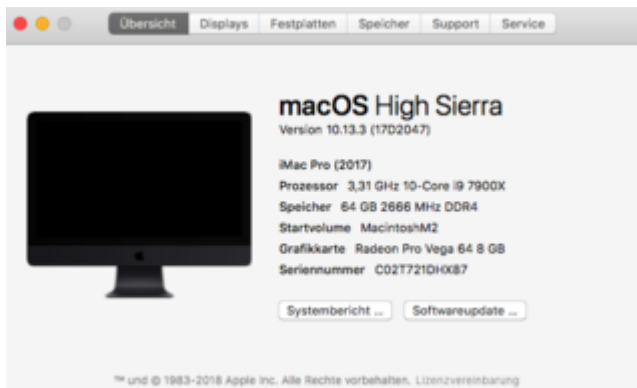 Übersicht Displays Festplatten Speicher Support Service
macOS High Sierra
Version 10.13.3 (17D2047)
iMac Pro (2017)
Prozessor 3,31 GHz 10-Core i9 7900X
Speicher 64 GB 2666 MHz DDR4
Startvolume MacintoshM2
Grafikkarte Radeon Pro Vega 64 8 GB
Seriennummer C02T721DHX87
Systembericht ... Softwareupdate ...
™ und © 1983-2018 Apple Inc. Alle Rechte vorbehalten. Lizenzvereinbarung